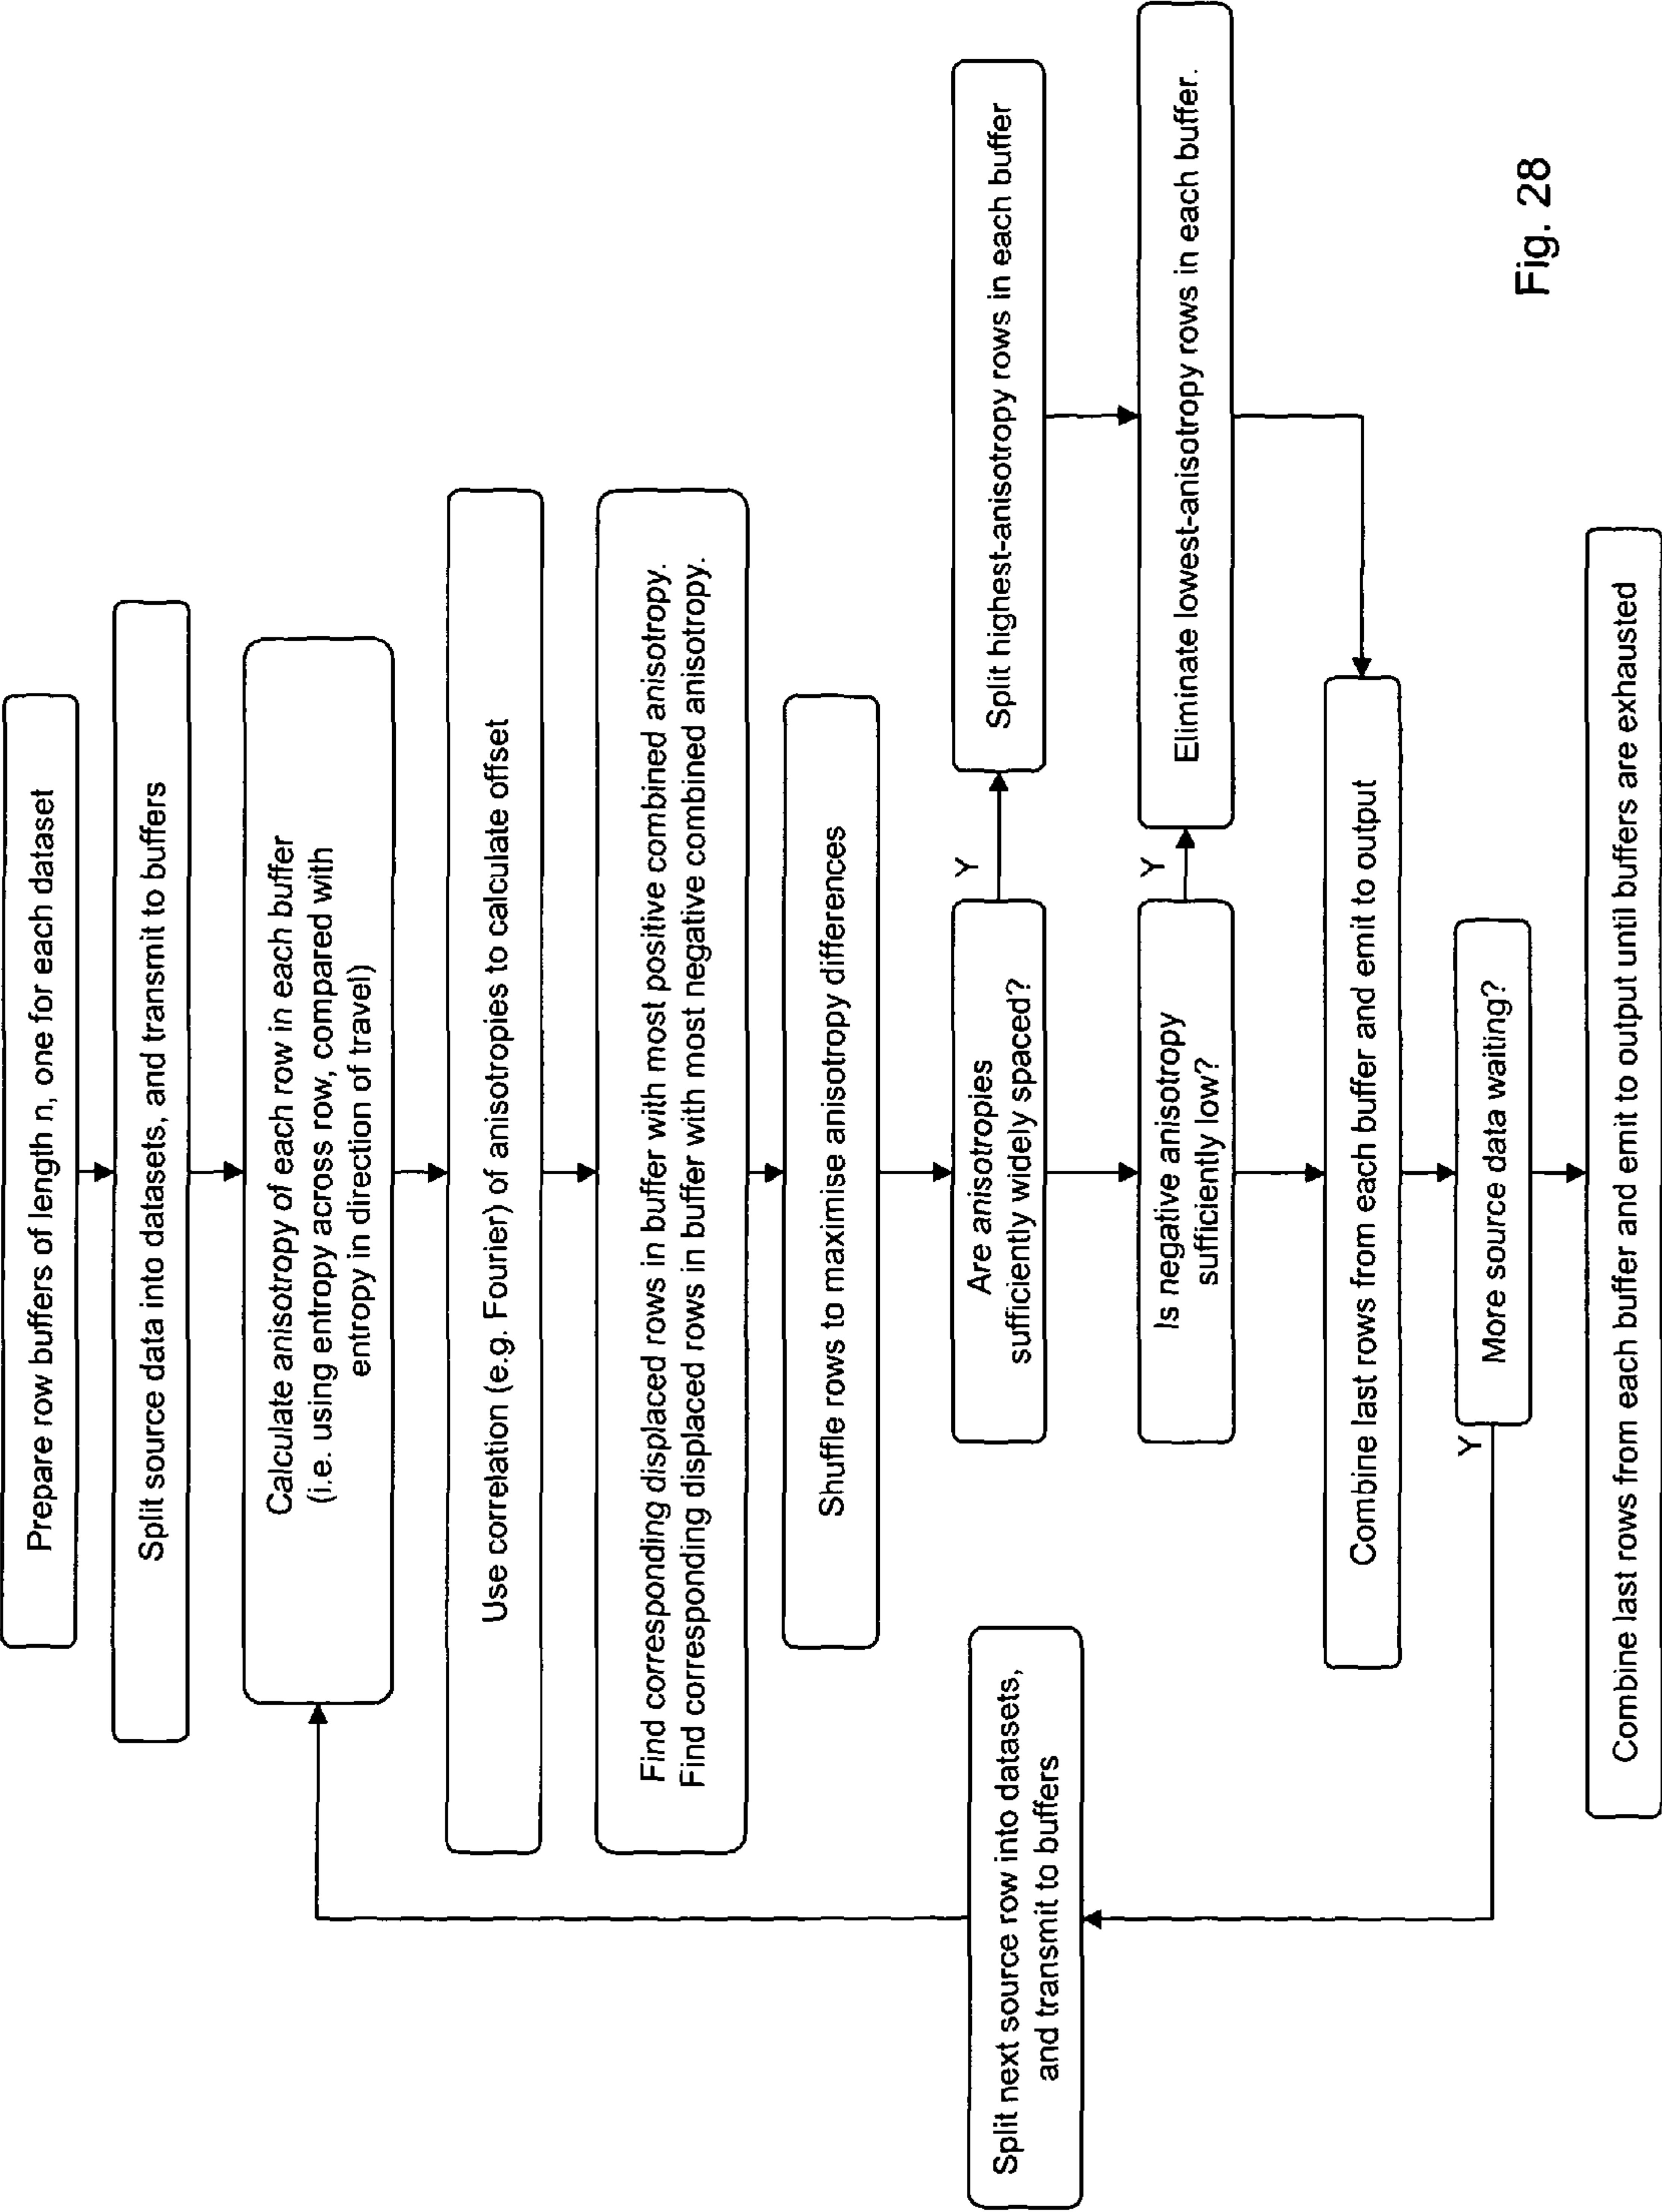 Prepare row buffers of length n, one for each dataset
Split source data into datasets, and transmit to buffers
Calculate anisotropy of each row in each buffer
(i.e. using entropy across row, compared with
entropy in direction of travel)
Use correlation (e.g. Fourier) of anisotropies to calculate offset
Find corresponding displaced rows in buffer with most positive combined anisotropy.
Find corresponding displaced rows in buffer with most negative combined anisotropy.
Shuffle rows to maximise anisotropy differences
Are anisotropies
sufficiently widely spaced?
Y
Split highest-anisotropy rows in each buffer
Is negative anisotropy
sufficiently low?
Y
Eliminate lowest-anisotropy rows in each buffer.
Combine last rows from each buffer and emit to output
More source data waiting?
Y
Split next source row into datasets,
and transmit to buffers
Combine last rows from each buffer and emit to output until buffers are exhausted
Fig. 28